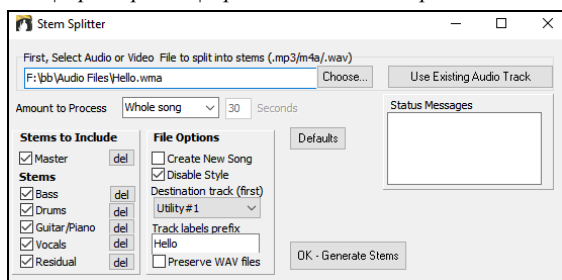 Stem Splitter
First, Select Audio or Video File to split into stems (.mp3/m4a/.wav)
F:\bb\Audio Files\Hello.wma
Choose...
Use Existing Audio Track
Amount to Process
Whole song
30
Seconds
Status Messages
Stems to Include
Master
del
Stems
Bass
del
Drums
del
Guitar/Piano
del
Vocals
del
Residual
del
File Options
Create New Song
Disable Style
Destination track (first)
Utility#1
Track labels prefix
Hello
Preserve WAV files
Defaults
OK - Generate Stems